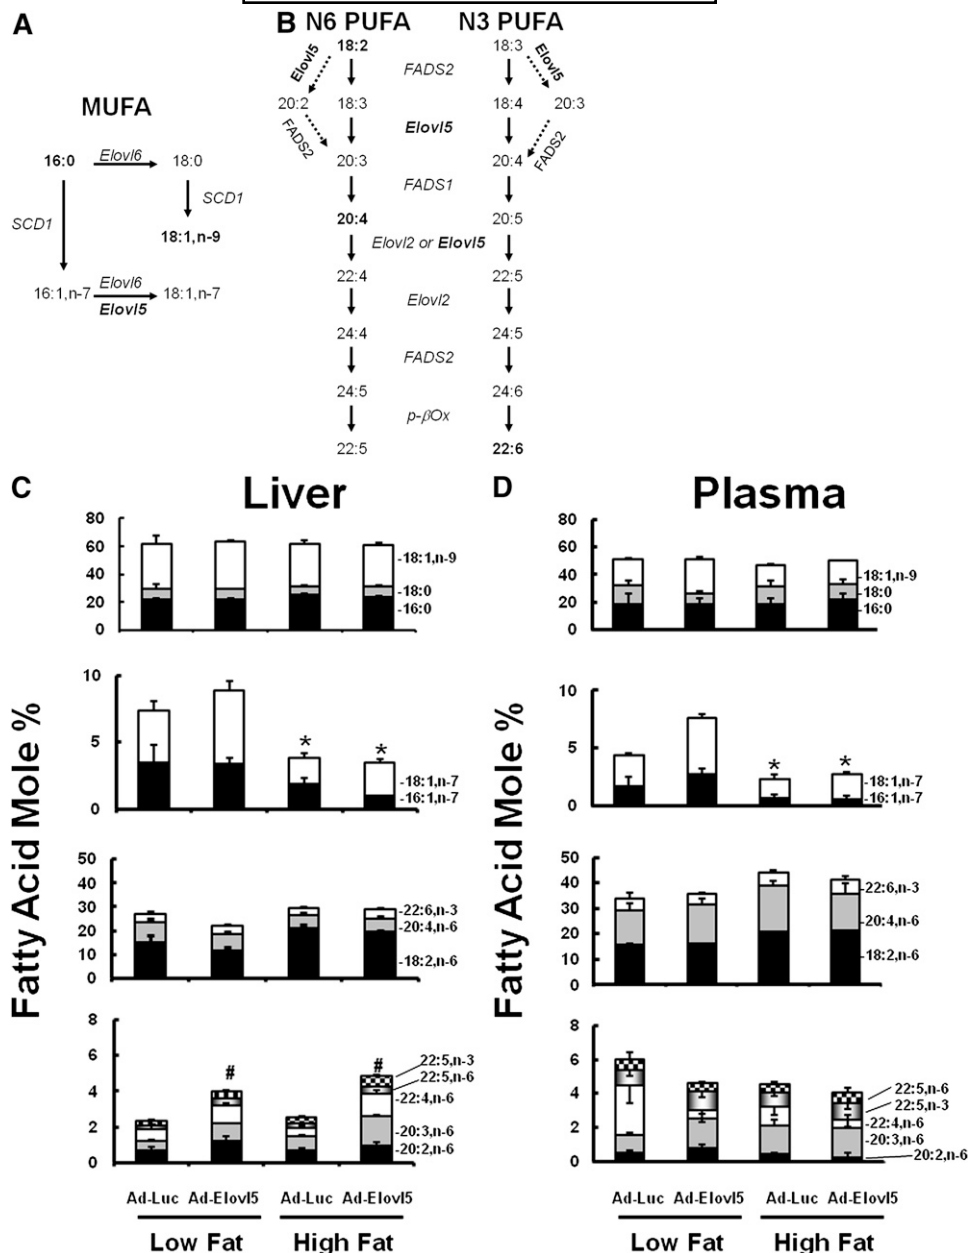 A
MUFA
16:0
Elovl6
18:0
SCD1
SCD1
18:1,n-9
16:1,n-7
Elovl6
18:1,n-7
Elovl5
B
N6 PUFA
N3 PUFA
18:2
18:3
Elovl5
FADS2
Elovl5
20:2
18:3
18:4
20:3
FADS2
Elovl5
FADS2
20:3
20:4
FADS1
20:4
20:5
Elovl2 or Elovl5
22:4
22:5
Elovl2
24:4
24:5
FADS2
24:5
24:6
p-βOx
22:5
22:6
C
Liver
Fatty Acid Mole %
80
60
40
20
0
-18:1,n-9
-18:0
-16:0
10
5
0
*
*
-18:1,n-7
-16:1,n-7
50
40
30
20
10
0
-22:6,n-3
-20:4,n-6
-18:2,n-6
8
6
4
2
0
#
#
22:5,n-3
22:5,n-6
-22:4,n-6
-20:3,n-6
-20:2,n-6
Ad-Luc Ad-Elovl5 Ad-Luc Ad-Elovl5
Low Fat High Fat
D
Plasma
Fatty Acid Mole %
80
60
40
20
0
-18:1,n-9
-18:0
-16:0
10
5
0
*
*
-18:1,n-7
-16:1,n-7
50
40
30
20
10
0
-22:6,n-3
-20:4,n-6
-18:2,n-6
8
6
4
2
0
22:5,n-6
22:5,n-3
-22:4,n-6
-20:3,n-6
20:2,n-6
Ad-Luc Ad-Elovl5 Ad-Luc Ad-Elovl5
Low Fat High Fat